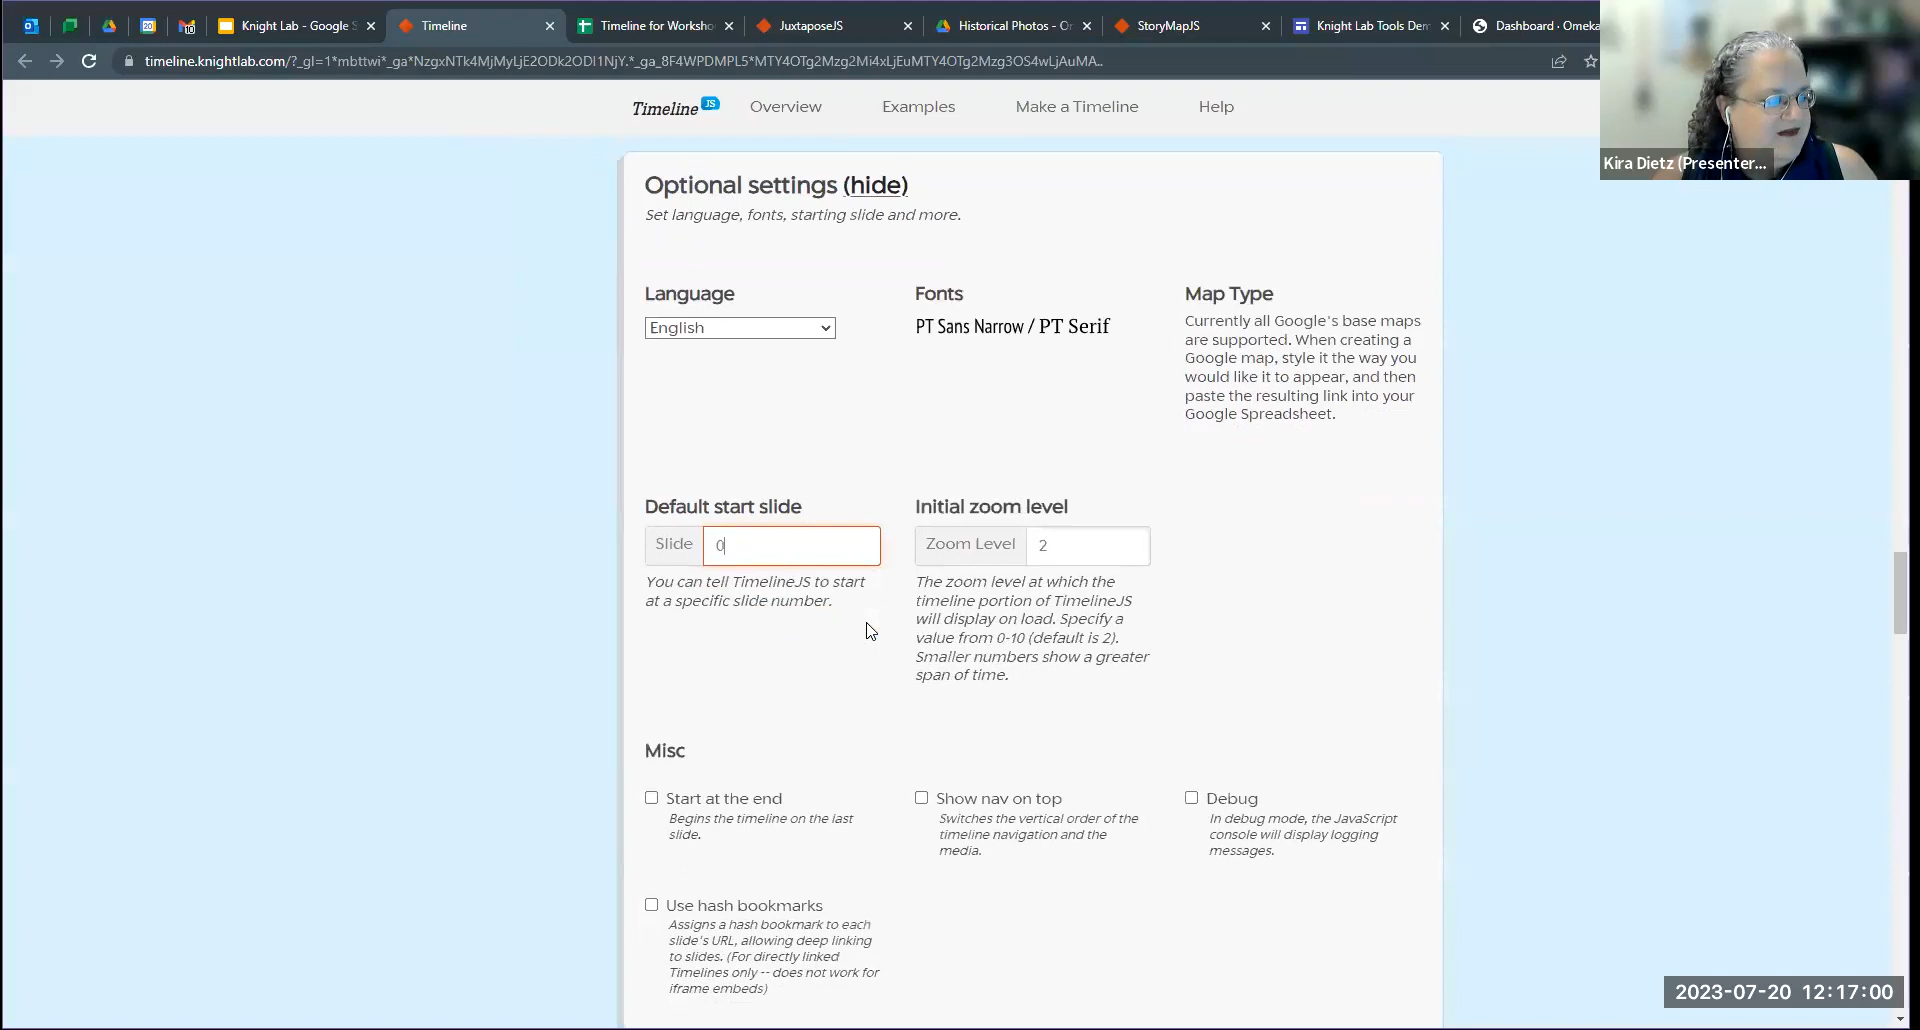 Knight Lab - Google S
Timeline
Timeline for Worksho
JuxtaposeJS
Historical Photos - Or
StoryMapJS
Knight Lab Tools Dem
Dashboard · Omeka
timeline.knightlab.com/?_gl=1*mbttwi*_ga*NzgxNTk4MjMyLjE2ODk2ODI1NjY.*_ga_8F4WPDMPL5*MTY4OTg2Mzg2Mi4xLjEuMTY4OTg2Mzg3OS4wLjAuMA..
Kira Dietz (Presenter...
Timeline JS
Overview
Examples
Make a Timeline
Help
Optional settings (hide)
Set language, fonts, starting slide and more.
Language
English
Fonts
PT Sans Narrow / PT Serif
Map Type
Currently all Google's base maps
are supported. When creating a
Google map, style it the way you
would like it to appear, and then
paste the resulting link into your
Google Spreadsheet.
Default start slide
Slide 0
You can tell TimelineJS to start
at a specific slide number.
Initial zoom level
Zoom Level 2
The zoom level at which the
timeline portion of TimelineJS
will display on load. Specify a
value from 0-10 (default is 2).
Smaller numbers show a greater
span of time.
Misc
Start at the end
Begins the timeline on the last
slide.
Show nav on top
Switches the vertical order of the
timeline navigation and the
media.
Debug
In debug mode, the JavaScript
console will display logging
messages.
Use hash bookmarks
Assigns a hash bookmark to each
slide's URL, allowing deep linking
to slides. (For directly linked
Timelines only -- does not work for
iframe embeds)
2023-07-20 12:17:00